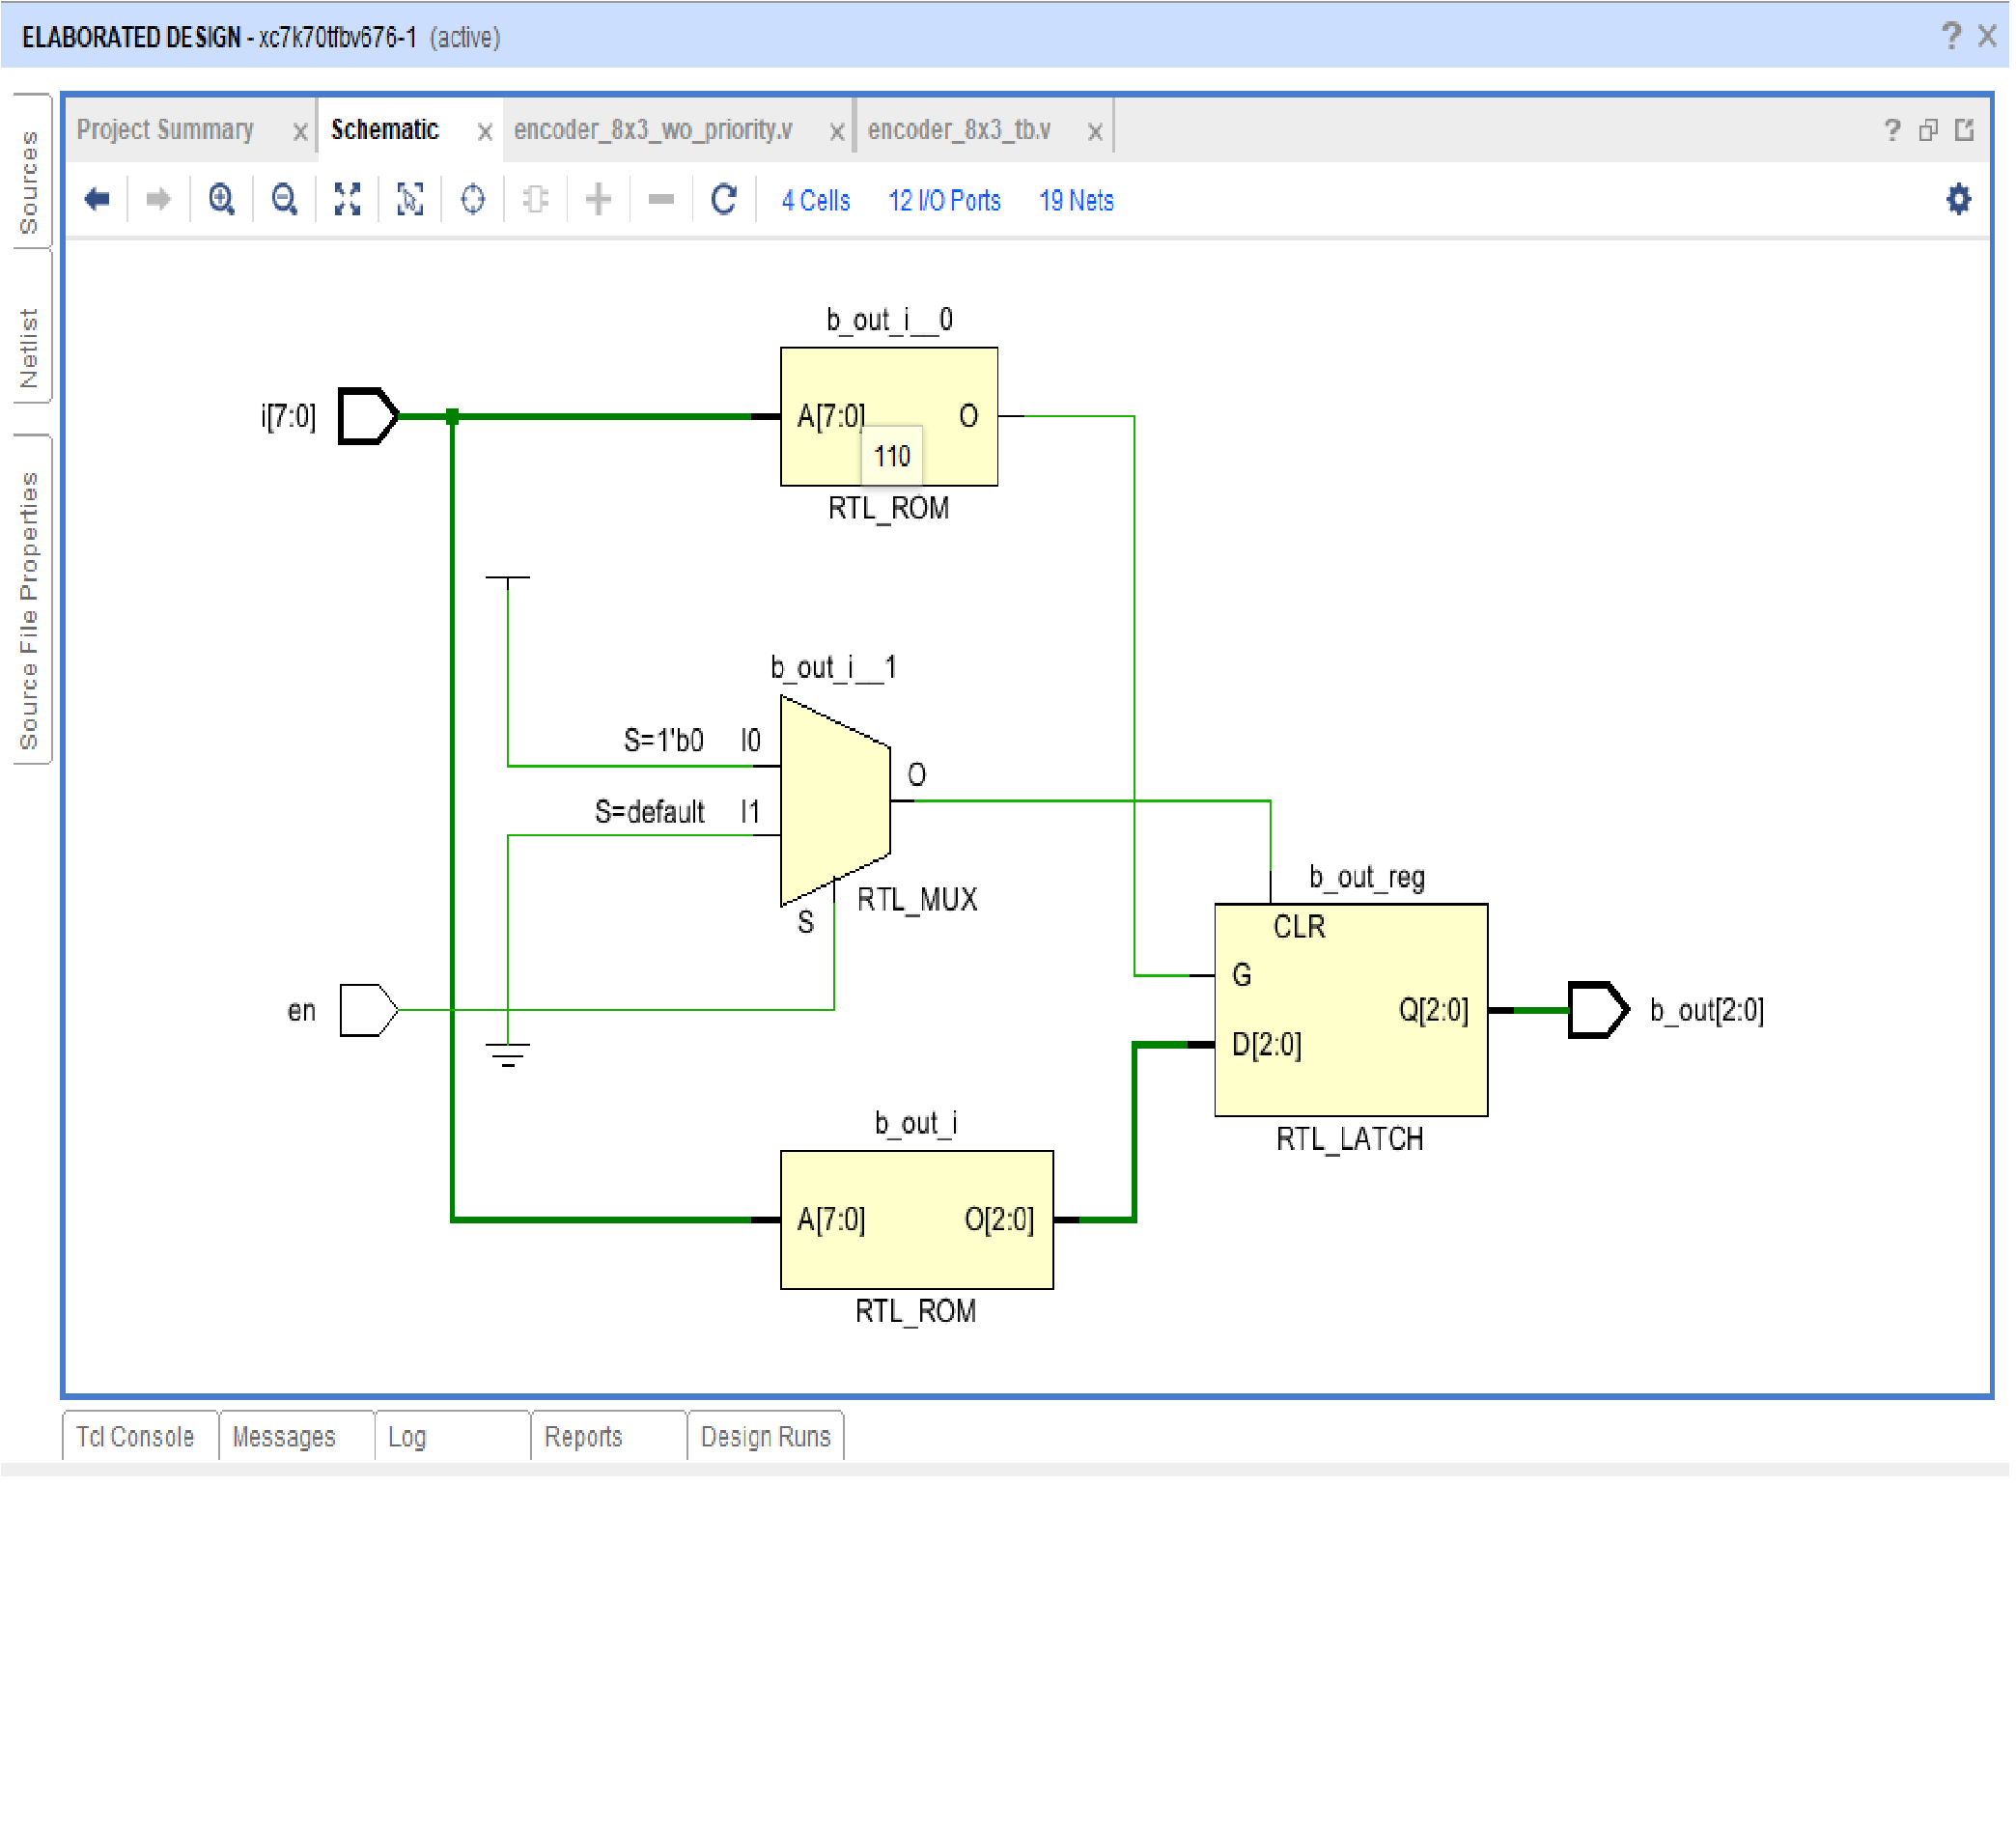 ELABORATED DESIGN - xc7k70tfbv676-1 (active)
Sources
Netlist
Source File Properties
Project Summary
Schematic
encoder_8x3_wo_priority.v
encoder_8x3_tb.v
4 Cells 12 I/O Ports 19 Nets
b_out_i__0
i[7:0]
A[7:0] O
110
RTL_ROM
b_out_i__1
S=1'b0 I0
O
S=default I1
S
RTL_MUX
b_out_reg
CLR
G
en
Q[2:0]
b_out[2:0]
D[2:0]
RTL_LATCH
b_out_i
A[7:0] O[2:0]
RTL_ROM
Tcl Console Messages Log Reports Design Runs